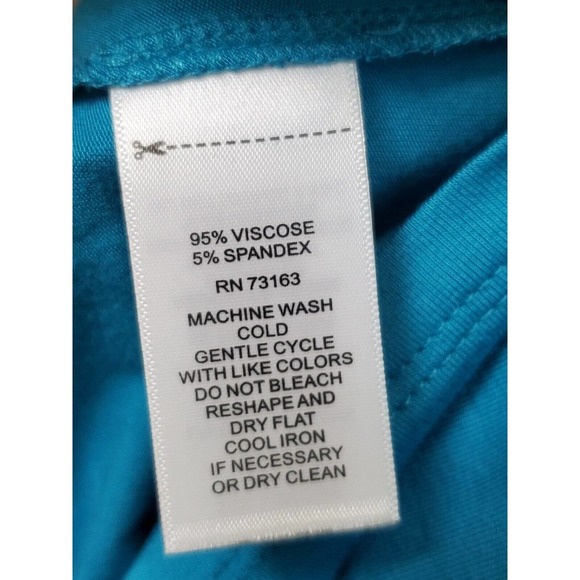 95% VISCOSE
5% SPANDEX
RN 73163
MACHINE WASH
COLD
GENTLE CYCLE
WITH LIKE COLORS
DO NOT BLEACH
RESHAPE AND
DRY FLAT
COOL IRON
IF NECESSARY
OR DRY CLEAN